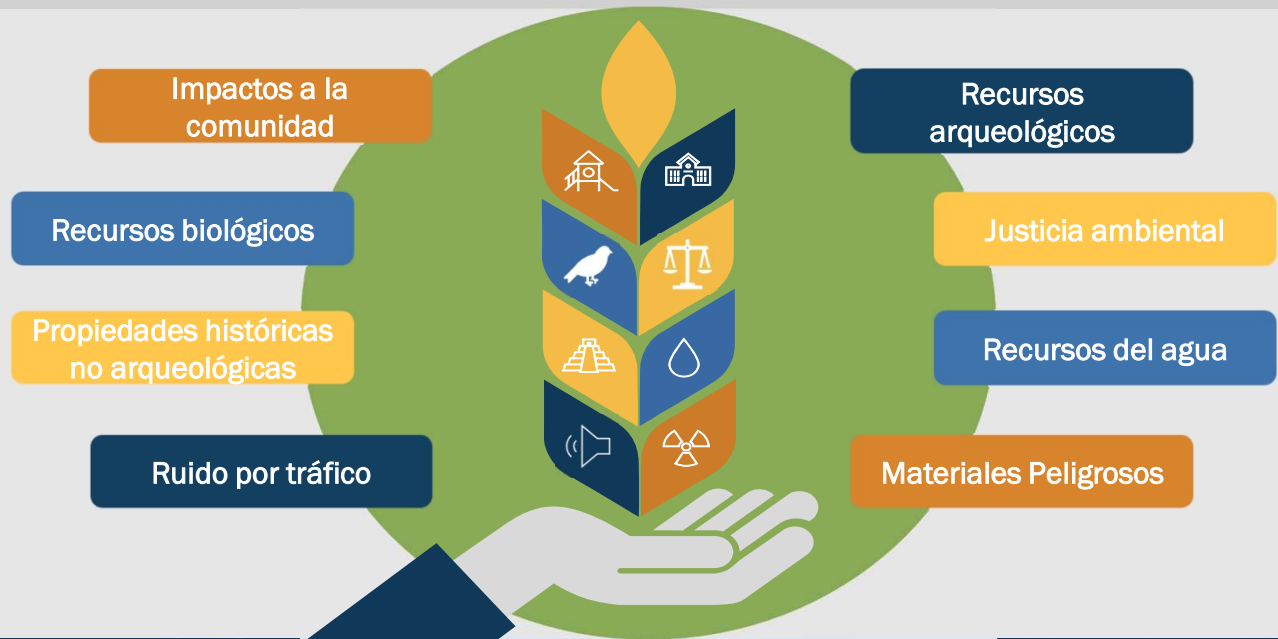 Impactos a la
comunidad
Recursos biológicos
Propiedades históricas
no arqueológicas
Ruido por tráfico
Recursos
arqueológicos
Justicia ambiental
Recursos del agua
Materiales Peligrosos